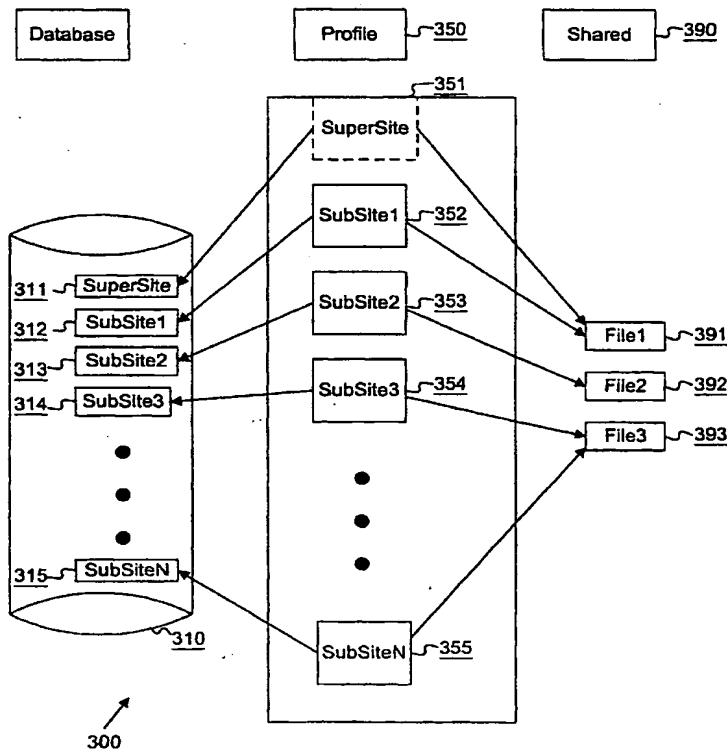 Database
Profile
350
Shared
390
351
SuperSite
SubSite1
352
311
SuperSite
312
SubSite1
SubSite2
353
313
SubSite2
File1
391
314
SubSite3
SubSite3
354
File2
392
File3
393
315
SubSiteN
SubSiteN
355
310
300